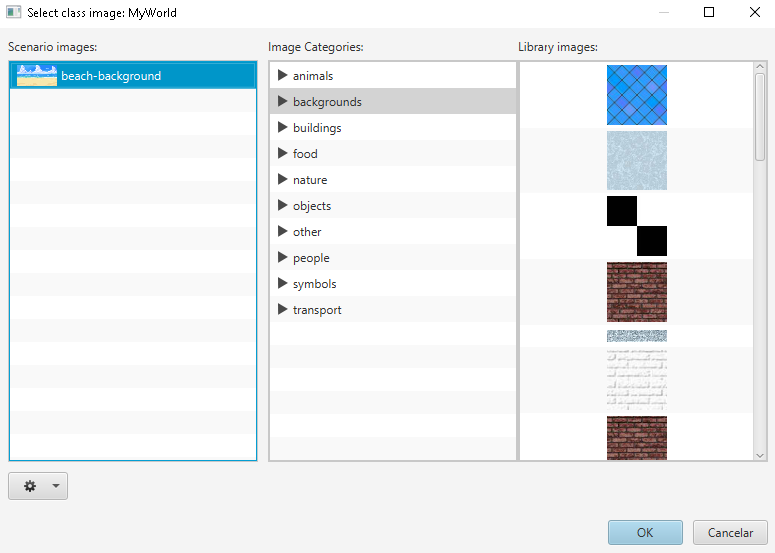 Select class image: MyWorld
Scenario images:
Image Categories:
Library images:
beach-background
animals
backgrounds
buildings
food
nature
objects
other
people
symbols
transport
OK
Cancelar